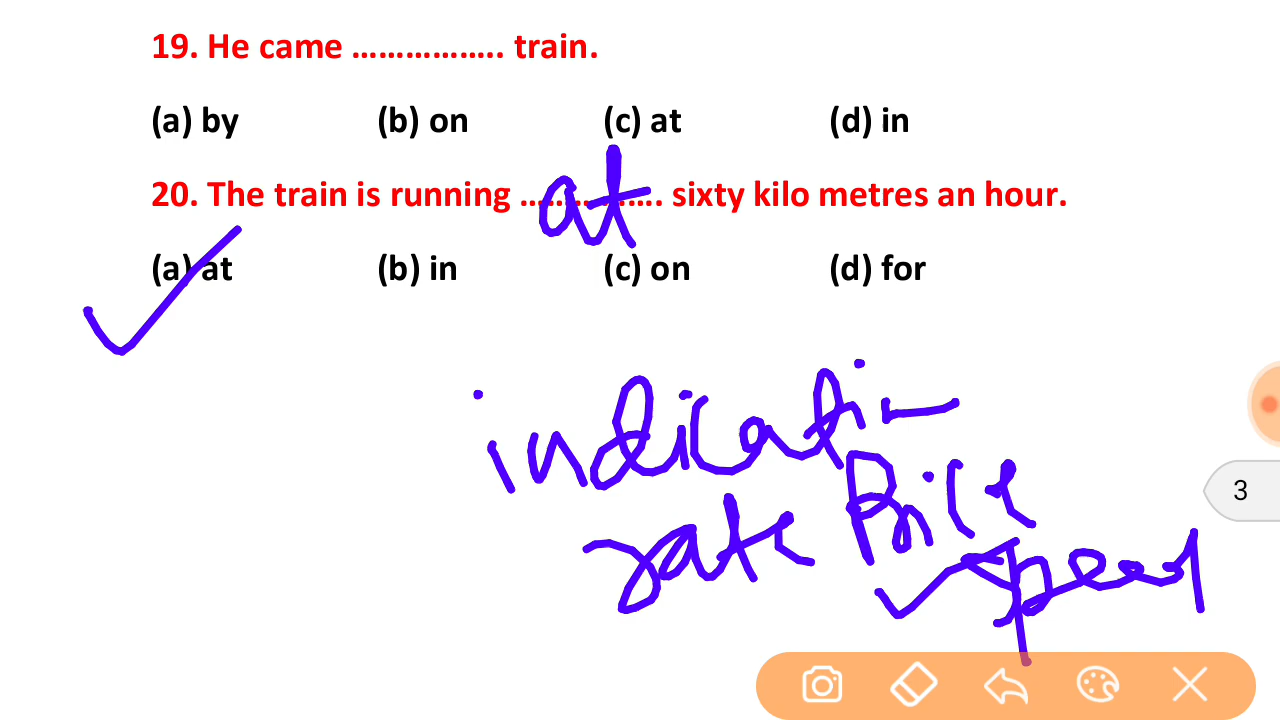 19. He came …………….. train.
(a) by (b) on (c) at (d) in
20. The train is running ……………. sixty kilo metres an hour.
at
(a) at (b) in (c) on (d) for
indicati
rate Price
speed
3